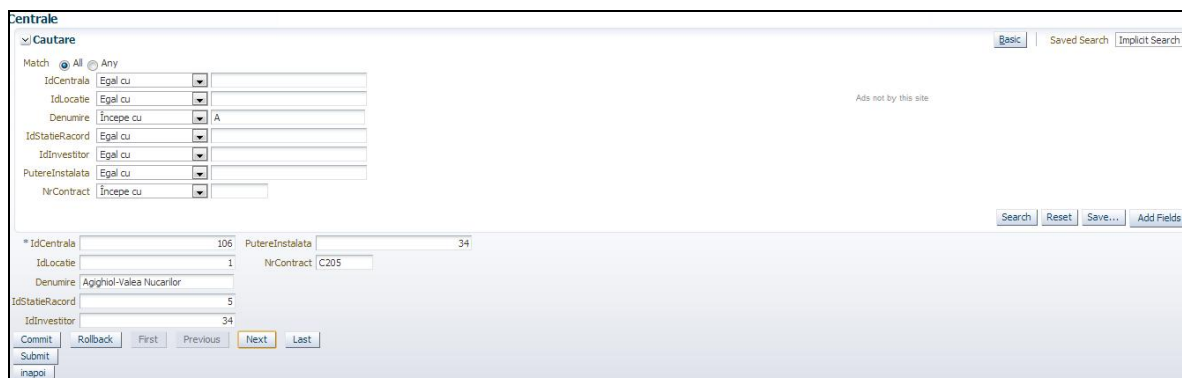 Centrale
Cautare Basic Saved Search Implicit Search
Match All Any
IdCentrala Egal cu
IdLocatie Egal cu Ads not by this site
Denumire Începe cu A
IdStatieRacord Egal cu
IdInvestitor Egal cu
PutereInstalata Egal cu
NrContract Începe cu
Search Reset Save... Add Fields
* IdCentrala 106 PutereInstalata 34
IdLocatie 1 NrContract C205
Denumire Agighiol-Valea Nucarilor
IdStatieRacord 5
IdInvestitor 34
Commit Rollback First Previous Next Last
Submit
inapoi